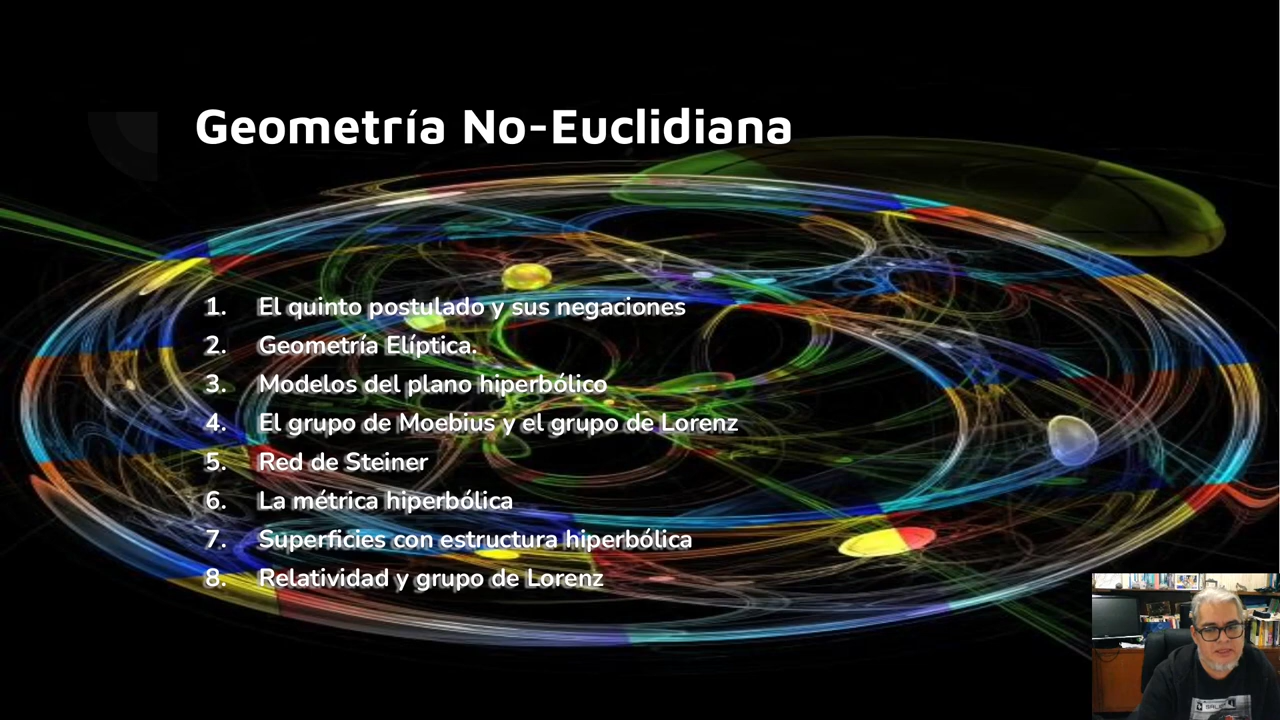 Geometría No-Euclidiana
1. El quinto postulado y sus negaciones
2. Geometría Elíptica.
3. Modelos del plano hiperbólico
4. El grupo de Moebius y el grupo de Lorenz
5. Red de Steiner
6. La métrica hiperbólica
7. Superficies con estructura hiperbólica
8. Relatividad y grupo de Lorenz